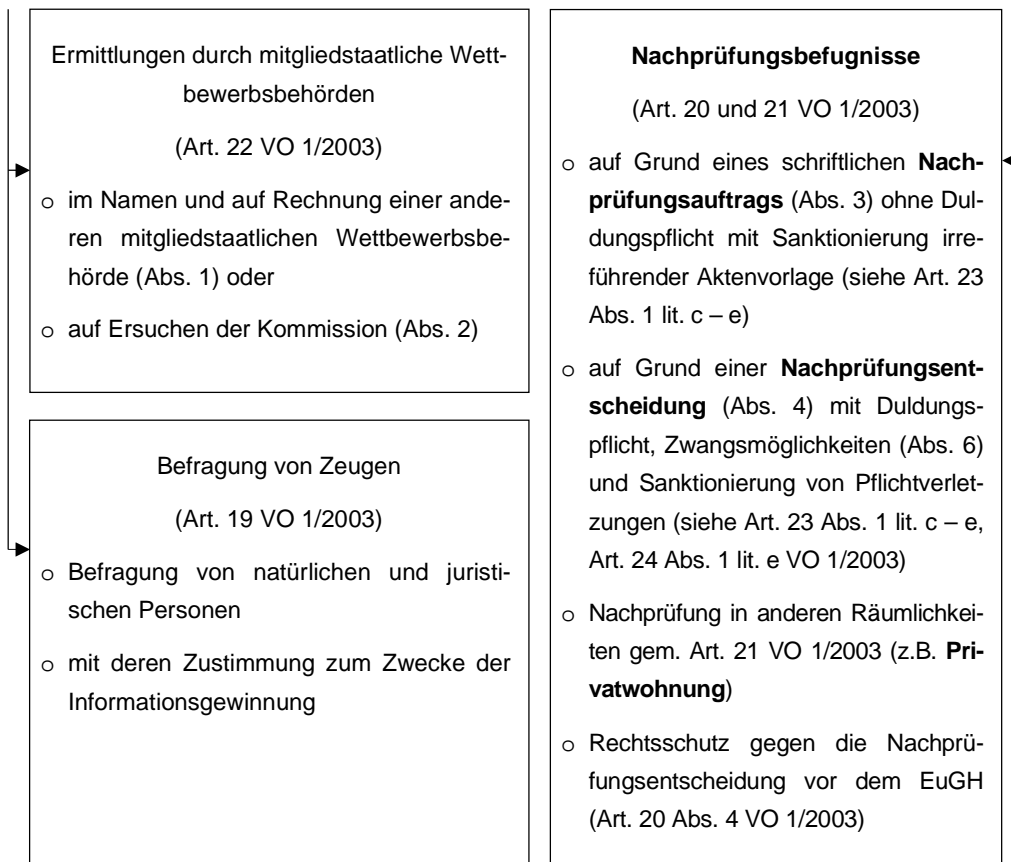 Ermittlungen durch mitgliedstaatliche Wett-
bewerbsbehörden
(Art. 22 VO 1/2003)
o im Namen und auf Rechnung einer ande-
ren mitgliedstaatlichen Wettbewerbsbe-
hörde (Abs. 1) oder
o auf Ersuchen der Kommission (Abs. 2)
Befragung von Zeugen
(Art. 19 VO 1/2003)
o Befragung von natürlichen und juristi-
schen Personen
o mit deren Zustimmung zum Zwecke der
Informationsgewinnung
Nachprüfungsbefugnisse
(Art. 20 und 21 VO 1/2003)
o auf Grund eines schriftlichen Nach-
prüfungsauftrags (Abs. 3) ohne Dul-
dungspflicht mit Sanktionierung irre-
führender Aktenvorlage (siehe Art. 23
Abs. 1 lit. c – e)
o auf Grund einer Nachprüfungsent-
scheidung (Abs. 4) mit Duldungs-
pflicht, Zwangsmöglichkeiten (Abs. 6)
und Sanktionierung von Pflichtverlet-
zungen (siehe Art. 23 Abs. 1 lit. c – e,
Art. 24 Abs. 1 lit. e VO 1/2003)
o Nachprüfung in anderen Räumlichkei-
ten gem. Art. 21 VO 1/2003 (z.B. Pri-
vatwohnung)
o Rechtsschutz gegen die Nachprü-
fungsentscheidung vor dem EuGH
(Art. 20 Abs. 4 VO 1/2003)